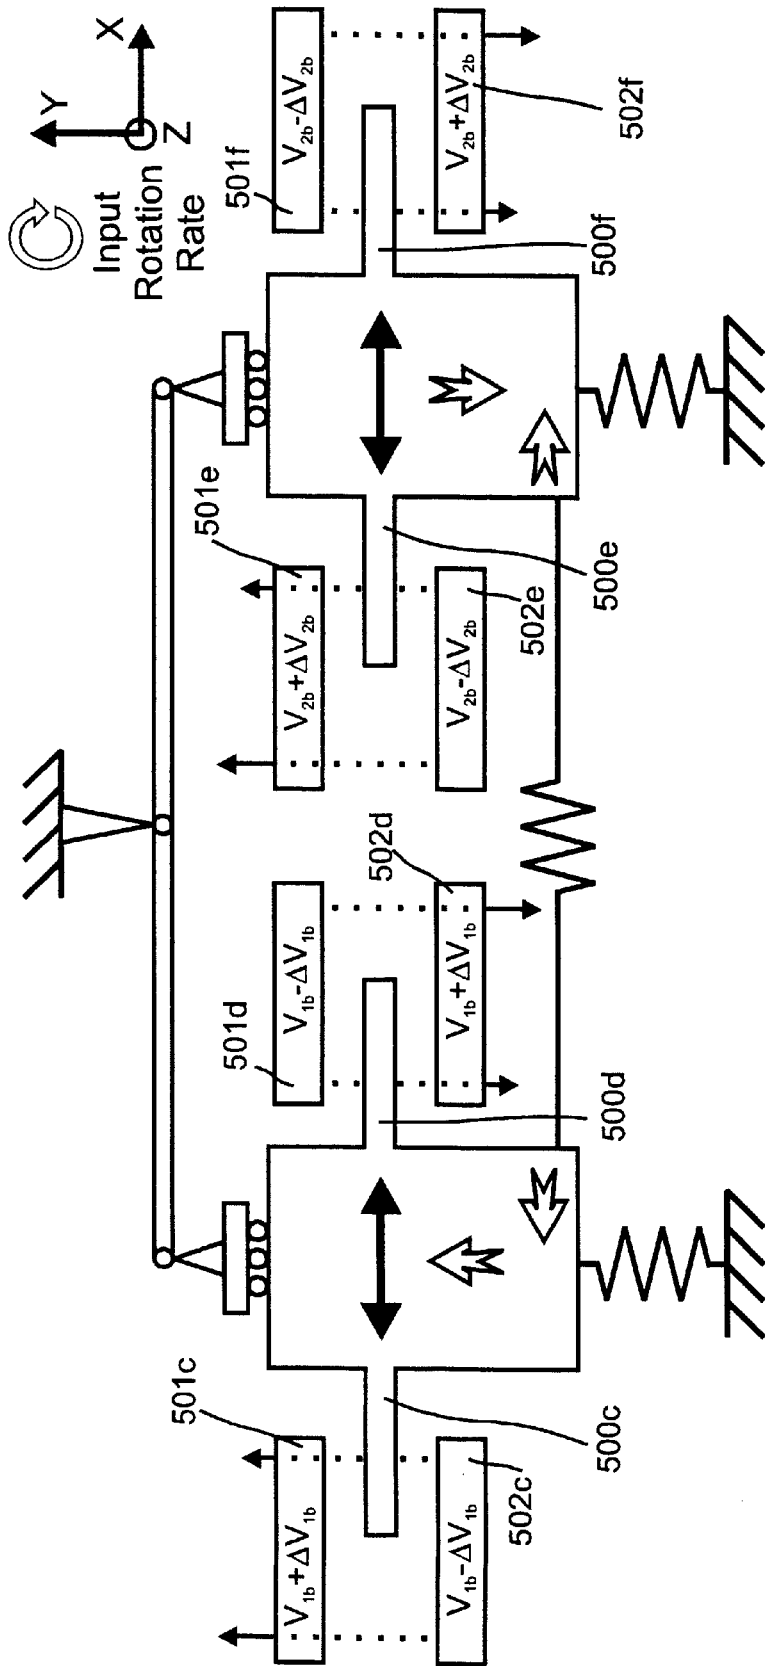 Y
X
Z
Input
Rotation
Rate
501c
501d
501e
501f
V1b+ΔV1b
V1b-ΔV1b
V2b+ΔV2b
V2b-ΔV2b
502d
V1b-ΔV1b
V1b+ΔV1b
V2b-ΔV2b
V2b+ΔV2b
502c
502e
500c
500d
500e
500f
502f